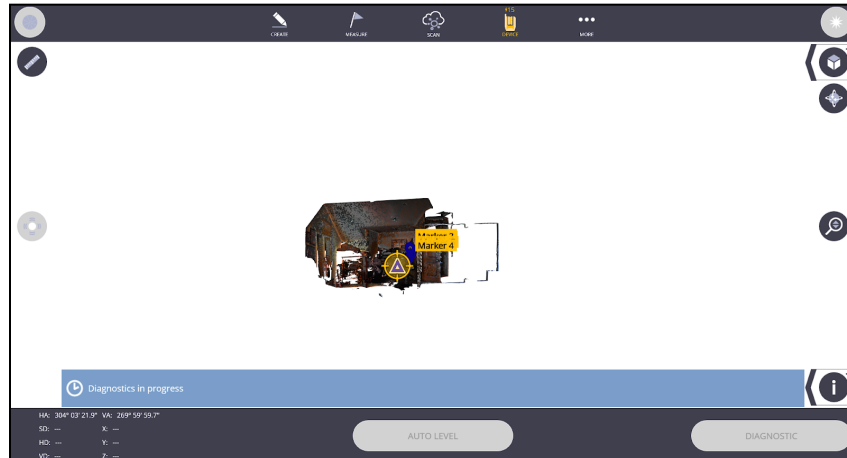 X15
CREATE
MEASURE
SCAN
DEVICE
MORE
Marker 4
Diagnostics in progress
HA: 304° 03' 21.9" VA: 269° 59' 59.7"
SD: --- X: ---
HD: --- Y: ---
VD: --- Z: ---
AUTO LEVEL
DIAGNOSTIC